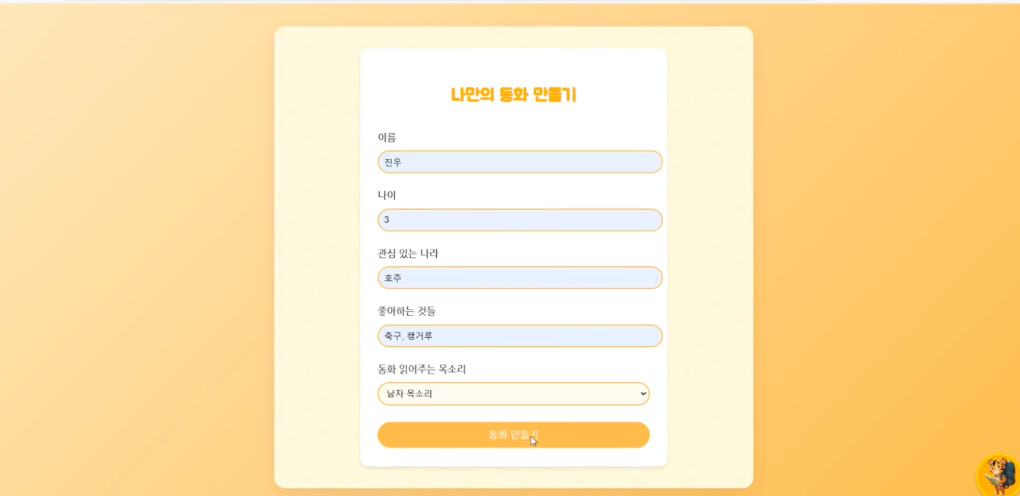 나만의 동화 만들기
이름
진우
나이
3
관심 있는 나라
호주
좋아하는 것들
축구, 캥거루
동화 읽어주는 목소리
남자 목소리
동화 만들기